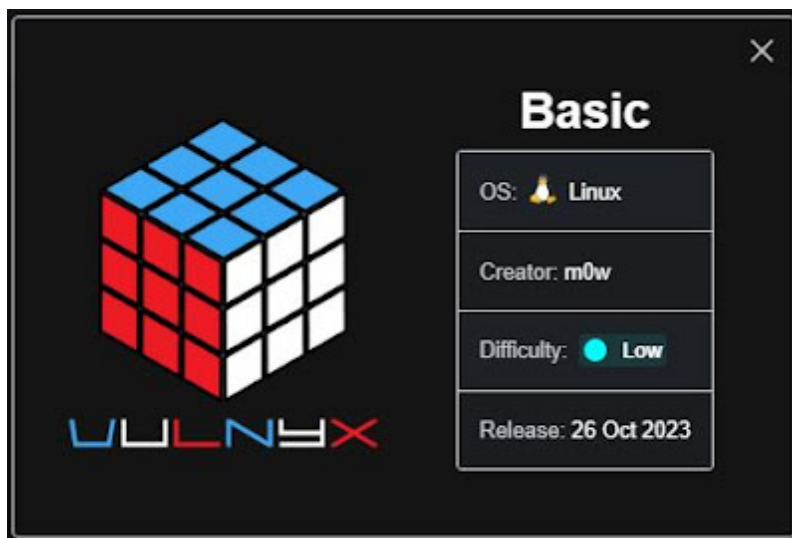 Basic
OS: Linux
Creator: m0w
Difficulty: Low
Release: 26 Oct 2023
VULNYX